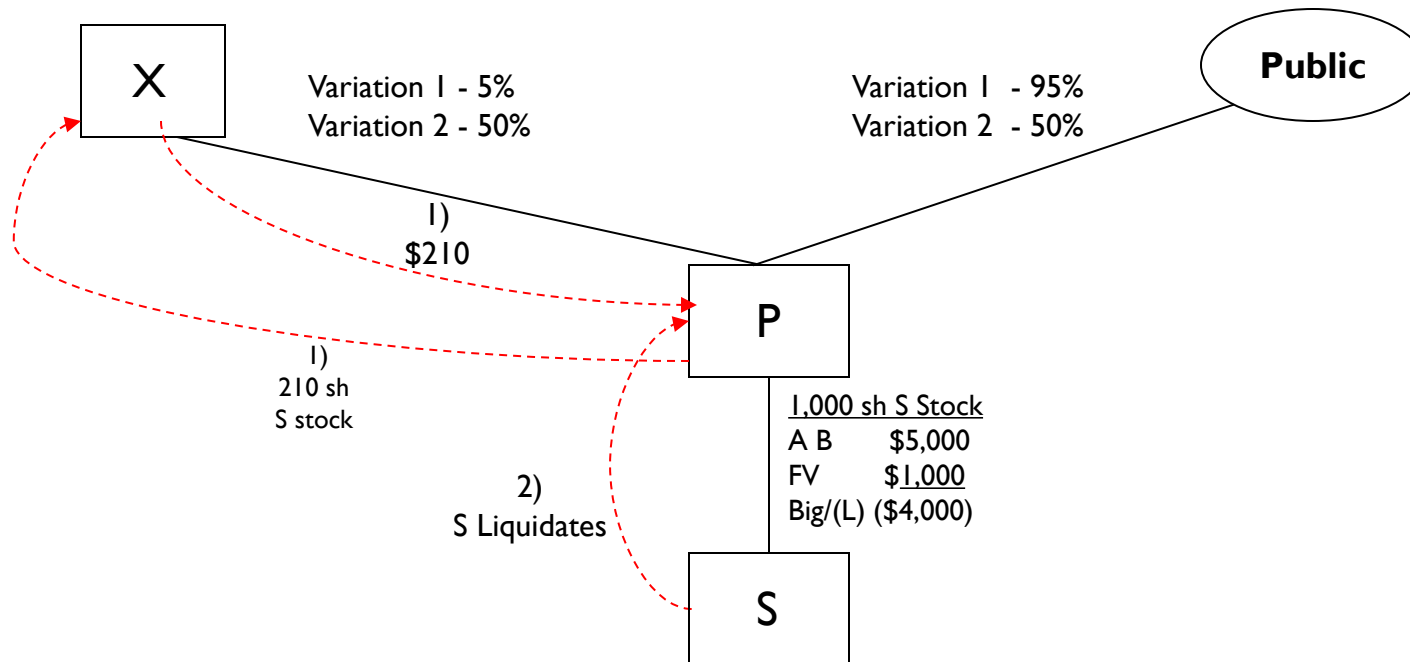 X
Variation 1 - 5%
Variation 2 - 50%
Variation 1 - 95%
Variation 2 - 50%
Public
1)
$210
1)
210 sh
S stock
P
1,000 sh S Stock
A B $5,000
FV $1,000
Big/(L) ($4,000)
2)
S Liquidates
S